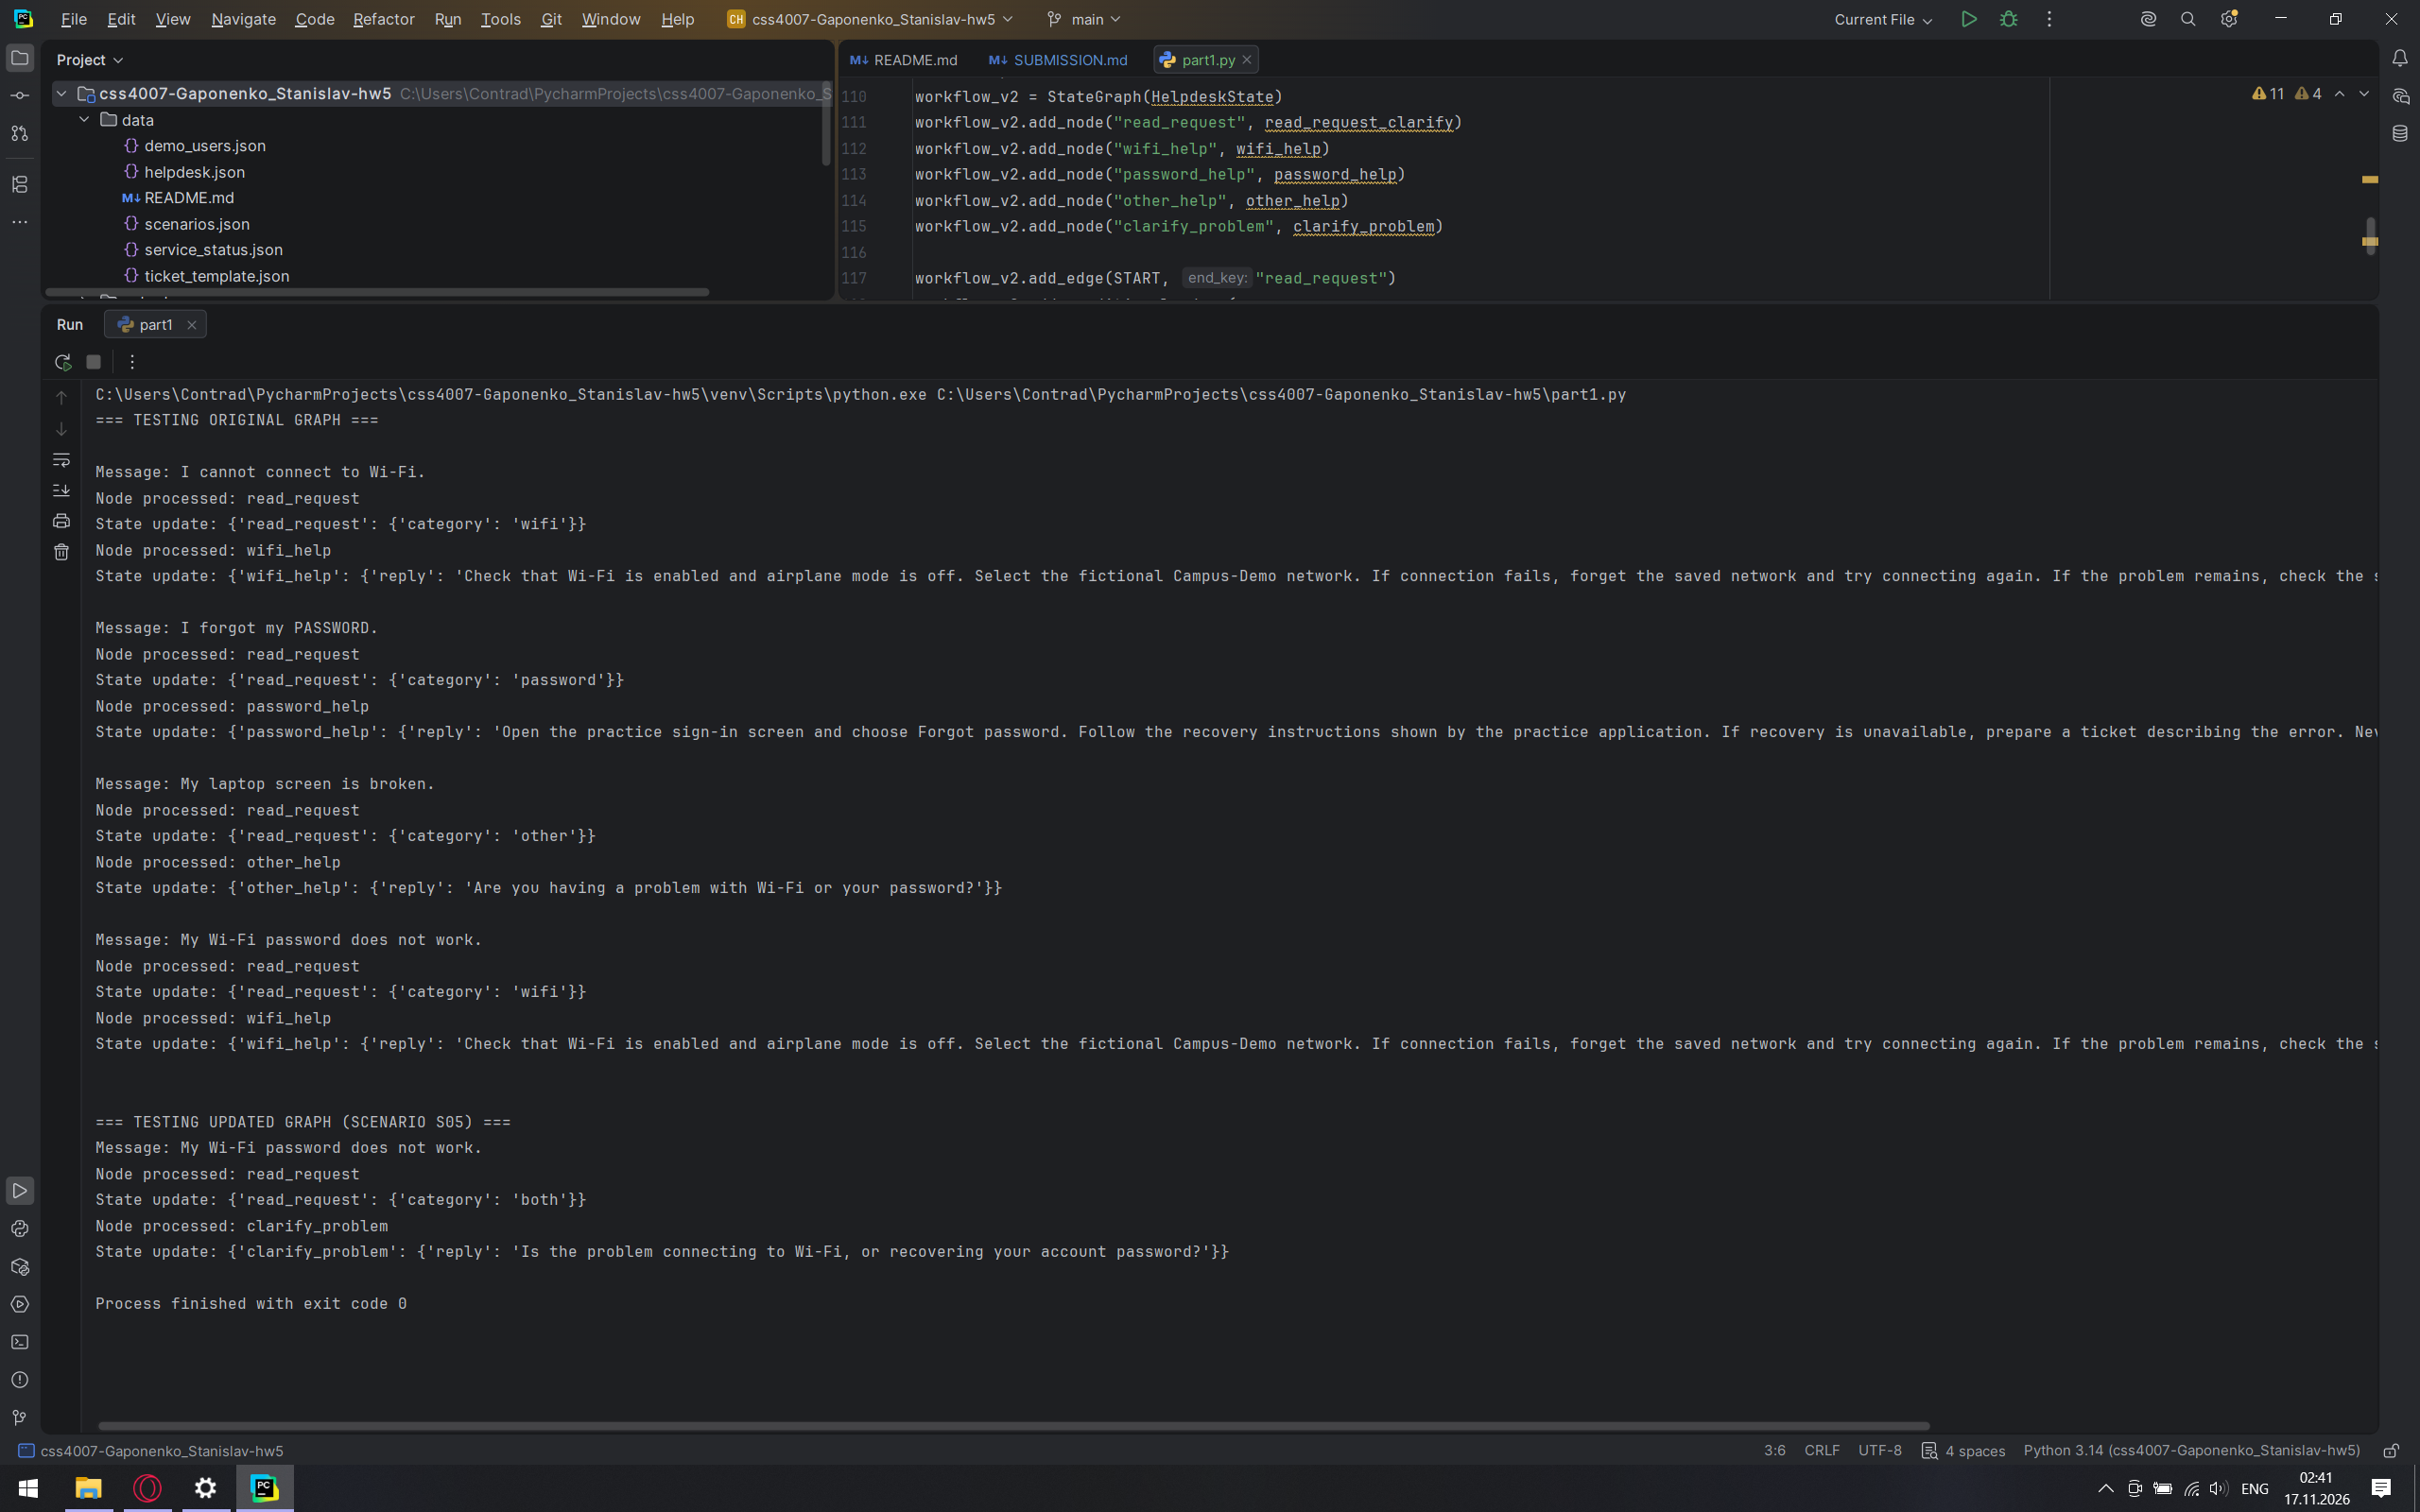 File Edit View Navigate Code Refactor Run Tools Git Window Help CH css4007-Gaponenko_Stanislav-hw5 main Current File
Project
css4007-Gaponenko_Stanislav-hw5 C:\Users\Contrad\PycharmProjects\css4007-Gaponenko_S
data
demo_users.json
helpdesk.json
README.md
scenarios.json
service_status.json
ticket_template.json
README.md SUBMISSION.md part1.py
11 4
110 workflow_v2 = StateGraph(HelpdeskState)
111 workflow_v2.add_node("read_request", read_request_clarify)
112 workflow_v2.add_node("wifi_help", wifi_help)
113 workflow_v2.add_node("password_help", password_help)
114 workflow_v2.add_node("other_help", other_help)
115 workflow_v2.add_node("clarify_problem", clarify_problem)
116
117 workflow_v2.add_edge(START, end_key: "read_request")
Run part1
C:\Users\Contrad\PycharmProjects\css4007-Gaponenko_Stanislav-hw5\venv\Scripts\python.exe C:\Users\Contrad\PycharmProjects\css4007-Gaponenko_Stanislav-hw5\part1.py
=== TESTING ORIGINAL GRAPH ===
Message: I cannot connect to Wi-Fi.
Node processed: read_request
State update: {'read_request': {'category': 'wifi'}}
Node processed: wifi_help
State update: {'wifi_help': {'reply': 'Check that Wi-Fi is enabled and airplane mode is off. Select the fictional Campus-Demo network. If connection fails, forget the saved network and try connecting again. If the problem remains, check the
Message: I forgot my PASSWORD.
Node processed: read_request
State update: {'read_request': {'category': 'password'}}
Node processed: password_help
State update: {'password_help': {'reply': 'Open the practice sign-in screen and choose Forgot password. Follow the recovery instructions shown by the practice application. If recovery is unavailable, prepare a ticket describing the error. Nev
Message: My laptop screen is broken.
Node processed: read_request
State update: {'read_request': {'category': 'other'}}
Node processed: other_help
State update: {'other_help': {'reply': 'Are you having a problem with Wi-Fi or your password?'}}
Message: My Wi-Fi password does not work.
Node processed: read_request
State update: {'read_request': {'category': 'wifi'}}
Node processed: wifi_help
State update: {'wifi_help': {'reply': 'Check that Wi-Fi is enabled and airplane mode is off. Select the fictional Campus-Demo network. If connection fails, forget the saved network and try connecting again. If the problem remains, check the
=== TESTING UPDATED GRAPH (SCENARIO S05) ===
Message: My Wi-Fi password does not work.
Node processed: read_request
State update: {'read_request': {'category': 'both'}}
Node processed: clarify_problem
State update: {'clarify_problem': {'reply': 'Is the problem connecting to Wi-Fi, or recovering your account password?'}}
Process finished with exit code 0
css4007-Gaponenko_Stanislav-hw5 3:6 CRLF UTF-8 4 spaces Python 3.14 (css4007-Gaponenko_Stanislav-hw5)
ENG
02:41
17.11.2026